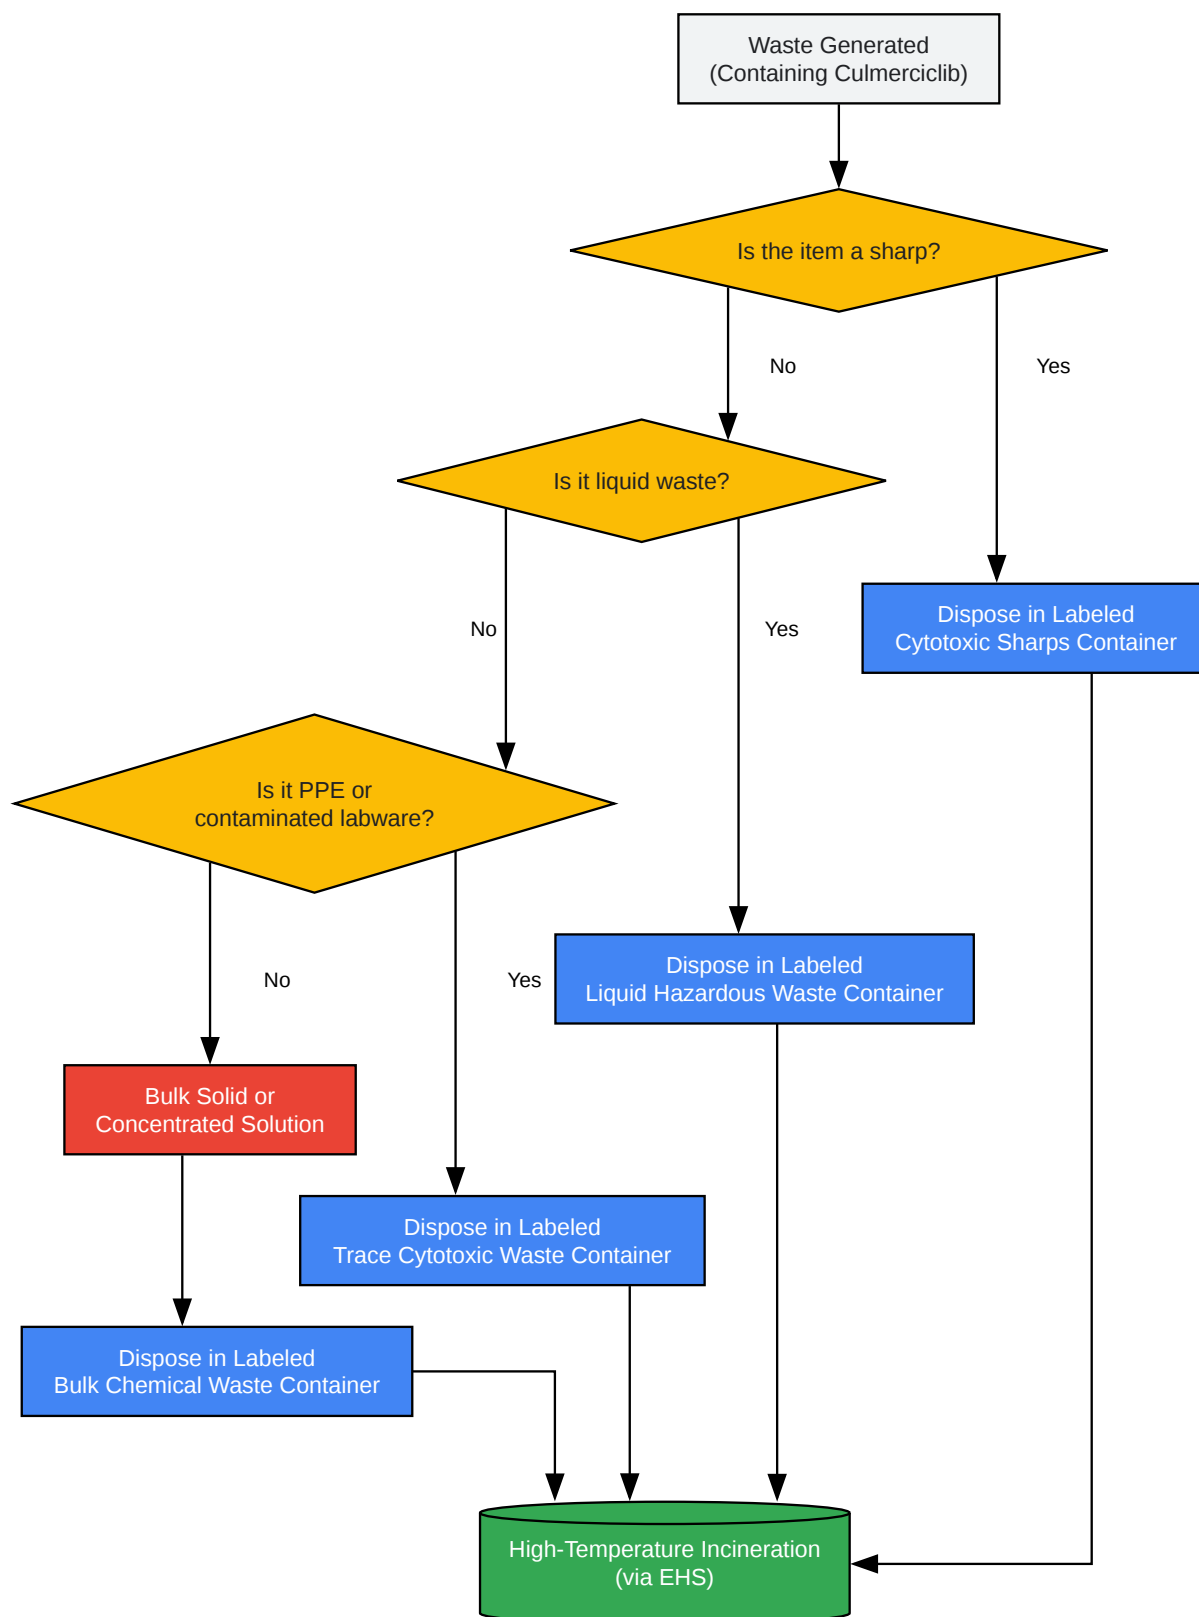 Waste Generated
(Containing Culmerciclib)
Is the item a sharp?
No
Yes
Is it liquid waste?
No
Yes
Dispose in Labeled
Cytotoxic Sharps Container
Is it PPE or
contaminated labware?
No
Yes
Dispose in Labeled
Liquid Hazardous Waste Container
Bulk Solid or
Concentrated Solution
Dispose in Labeled
Trace Cytotoxic Waste Container
Dispose in Labeled
Bulk Chemical Waste Container
High-Temperature Incineration
(via EHS)